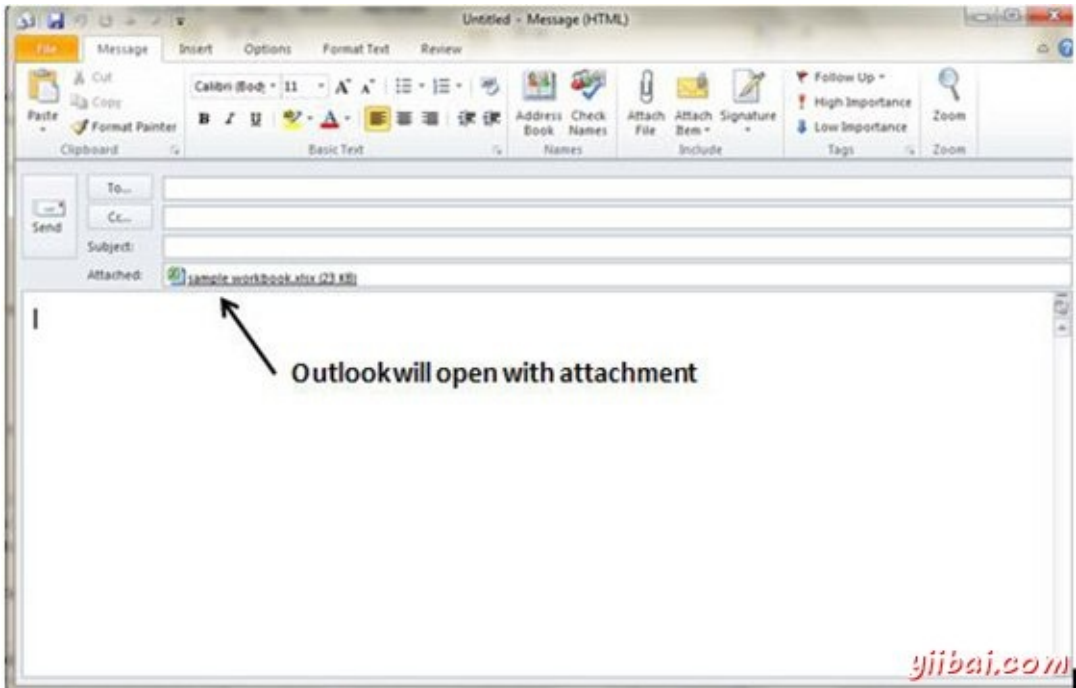 Untitled - Message (HTML)
File Message Insert Options Format Text Review
Paste
Cut
Copy
Format Painter
Clipboard
Calibri (Body 11
B I U
Basic Text
Address Book
Check Names
Names
Attach File
Attach Item
Signature
Include
Follow Up
High Importance
Low Importance
Tags
Zoom
Zoom
Send
To...
Cc...
Subject:
Attached: sample workbook.xlsx (23 KB)
Outlook will open with attachment
yiibai.com